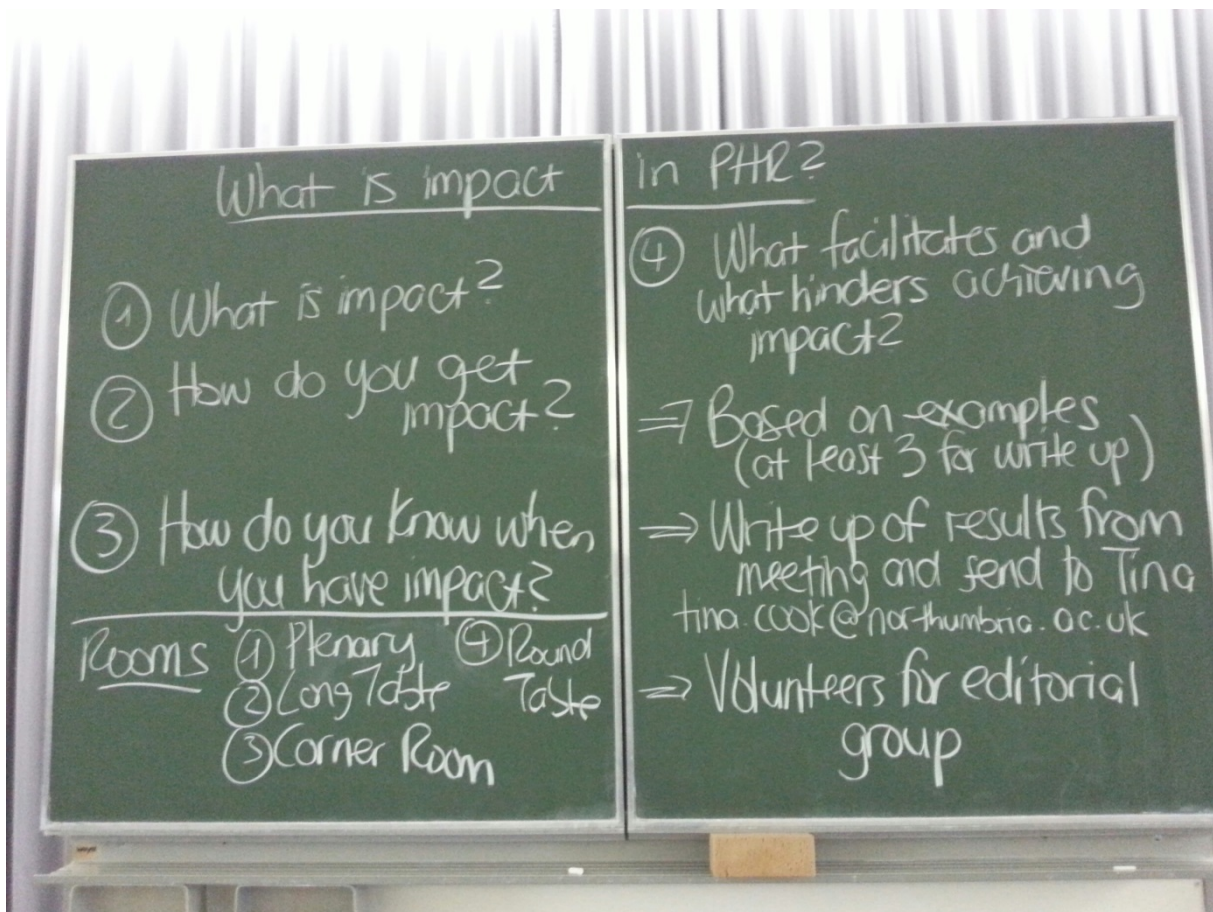 What is impact in PHR?
① What is impact?
② How do you get
impact?
③ How do you know when
you have impact?
Rooms ① Plenary ④ Round
② Long Table Table
③ Corner Room
④ What facilitates and
what hinders achieving
impact?
⇒ Based on examples
(at least 3 for write up)
⇒ Write up of results from
meeting and send to Tina
tina.cook@northumbria.ac.uk
⇒ Volunteers for editorial
group